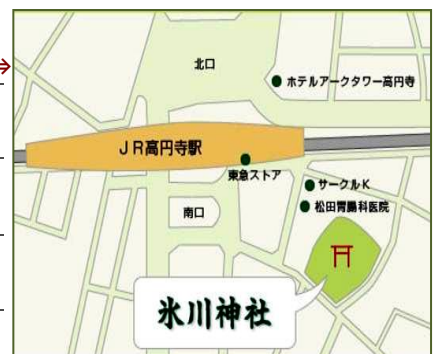 北口
ホテルアークタワー高円寺
JR高円寺駅
東急ストア
サークルK
南口
松田胃腸科医院
氷川神社